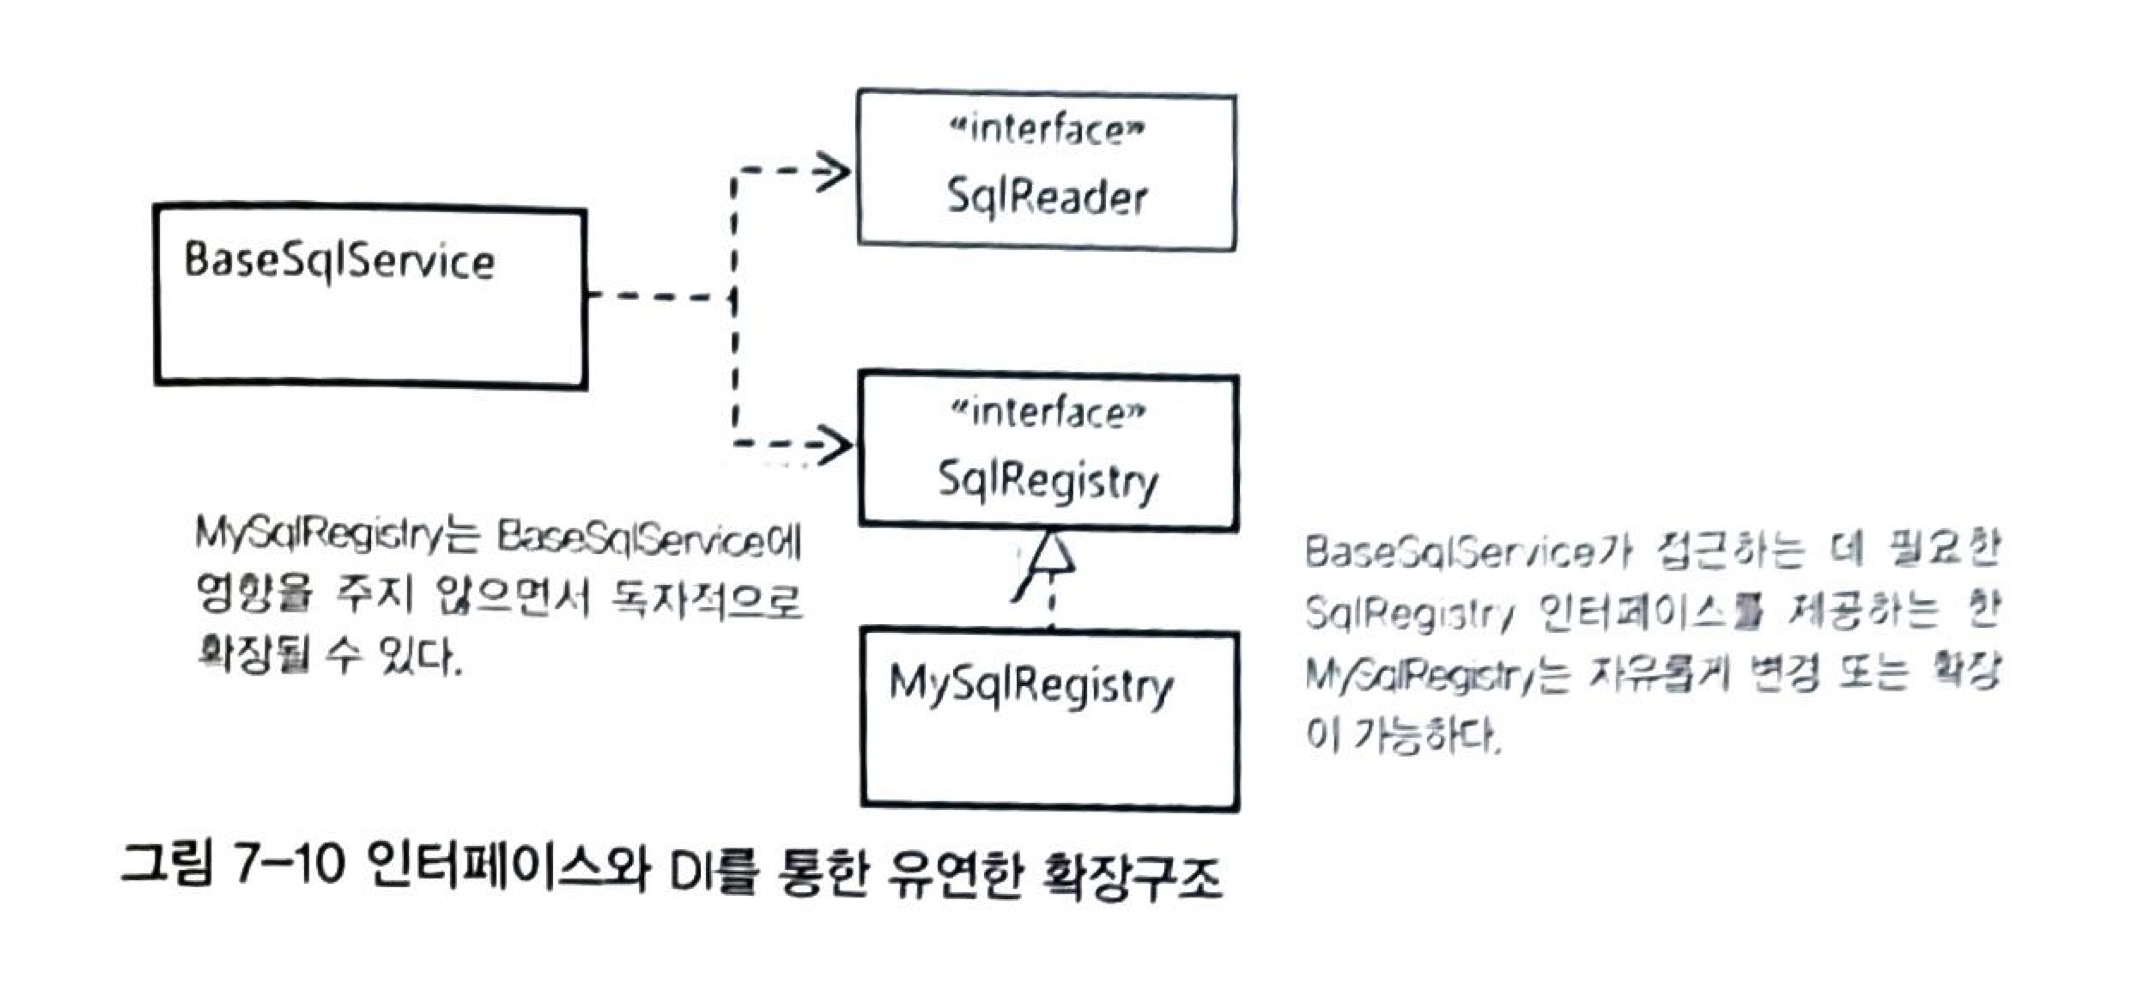 «interface»
SqlReader
BaseSqlService
«interface»
SqlRegistry
MySqlRegistry는 BaseSqlService에
영향을 주지 않으면서 독자적으로
확장될 수 있다.
BaseSqlService가 접근하는 데 필요한
SqlRegistry 인터페이스를 제공하는 한
MySqlRegistry는 자유롭게 변경 또는 확장
이 가능하다.
MySqlRegistry
그림 7-10 인터페이스와 DI를 통한 유연한 확장구조